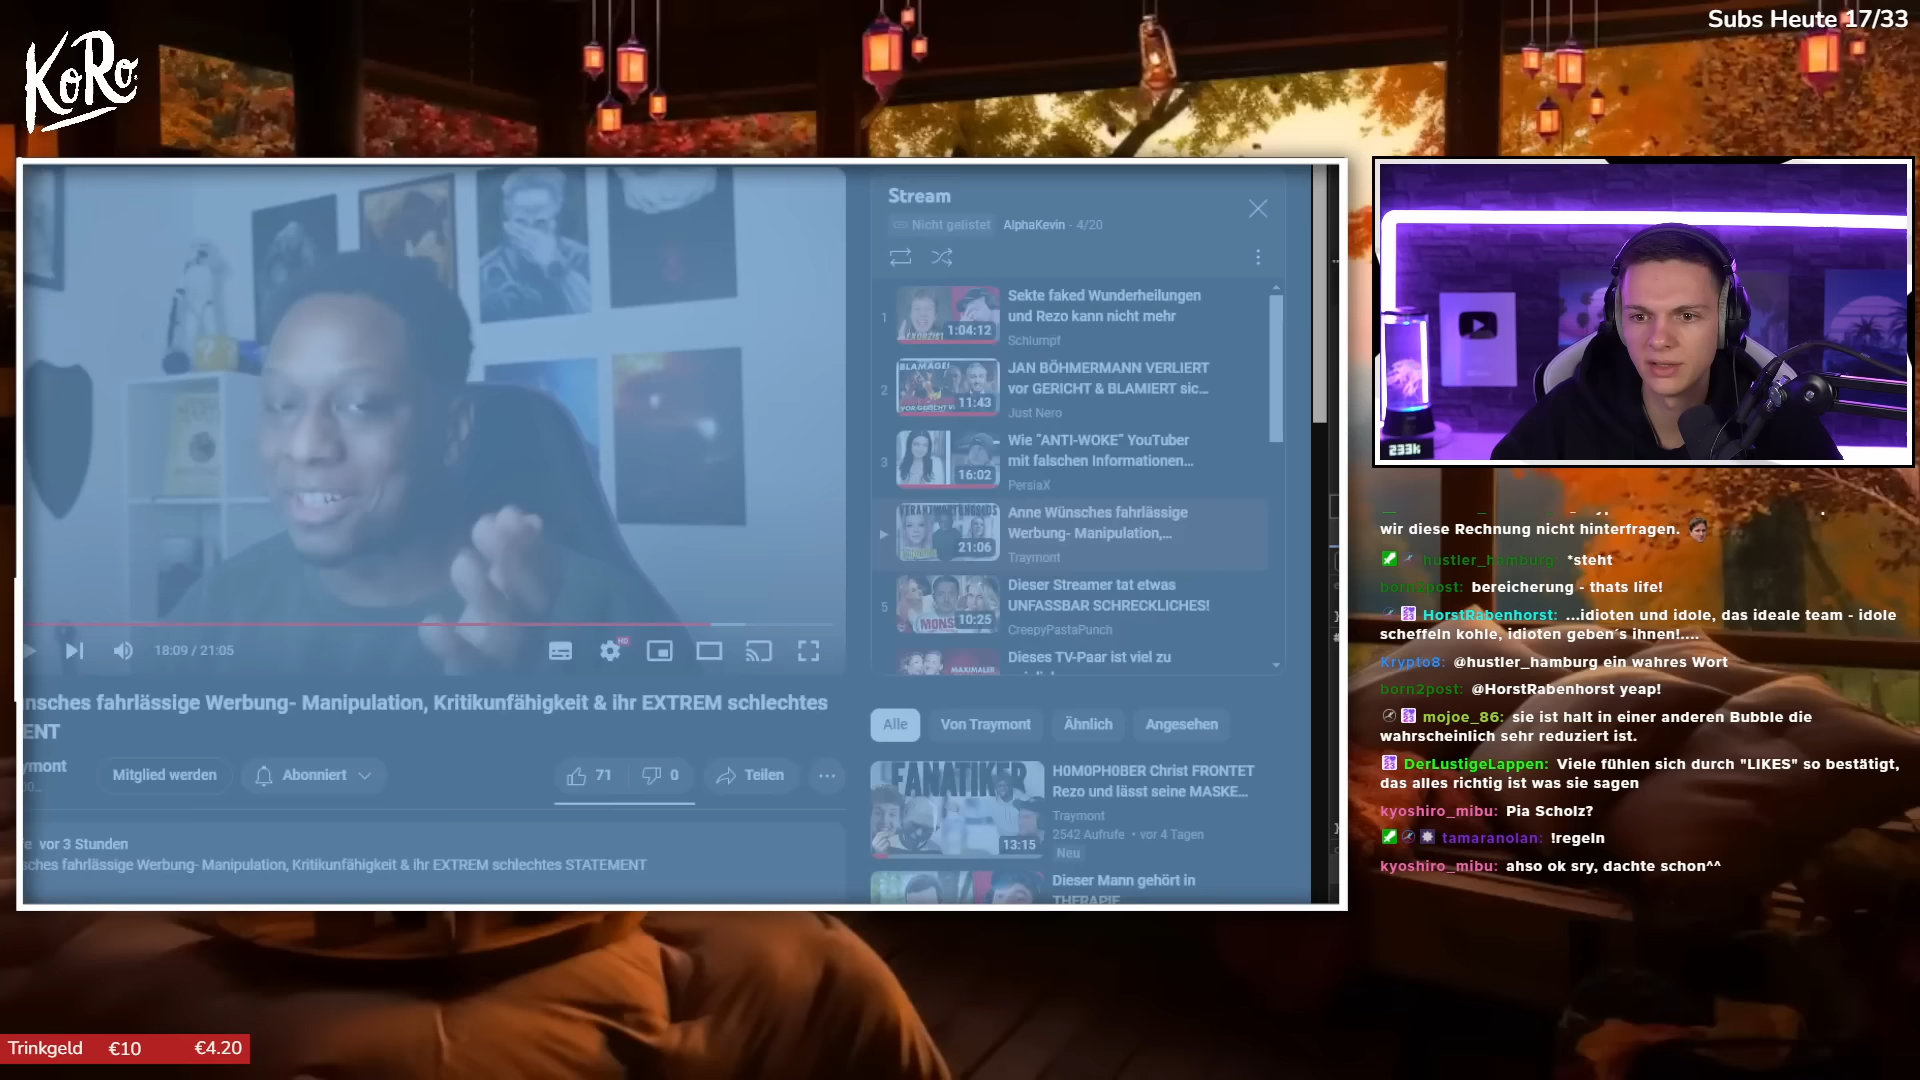 Subs Heute 17/33
KoRo
Stream
Nicht gelistet AlphaKevin - 4/20
1
1:04:12
Sekte faked Wunderheilungen
und Rezo kann nicht mehr
Schlumpf
2
BLAMAGE!
11:43
JAN BÖHMERMANN VERLIERT
vor GERICHT & BLAMIERT sic...
Just Nero
3
16:02
Wie "ANTI-WOKE" YouTuber
mit falschen Informationen...
PersiaX
21:06
Anne Wünsches fahrlässige
Werbung- Manipulation,...
Traymont
5
MONS
10:25
Dieser Streamer tat etwas
UNFASSBAR SCHRECKLICHES!
CreepyPastaPunch
MAXIMALER
Dieses TV-Paar ist viel zu
18:09 / 21:05
HD
nsches fahrlässige Werbung- Manipulation, Kritikunfähigkeit & ihr EXTREM schlechtes
ENT
ymont
Mitglied werden
Abonniert
71
0
Teilen
e vor 3 Stunden
sches fahrlässige Werbung- Manipulation, Kritikunfähigkeit & ihr EXTREM schlechtes STATEMENT
Alle
Von Traymont
Ähnlich
Angesehen
FANATIKER
13:15
H0M0PH0BER Christ FRONTET
Rezo und lässt seine MASKE...
Traymont
2542 Aufrufe • vor 4 Tagen
Neu
Dieser Mann gehört in
THERAPIE
233k
wir diese Rechnung nicht hinterfragen.
hustler_hamburg: *steht
born2post: bereicherung - thats life!
HorstRabenhorst: ...idioten und idole, das ideale team - idole
scheffeln kohle, idioten geben´s ihnen!....
Krypto8: @hustler_hamburg ein wahres Wort
born2post: @HorstRabenhorst yeap!
mojoe_86: sie ist halt in einer anderen Bubble die
wahrscheinlich sehr reduziert ist.
DerLustigeLappen: Viele fühlen sich durch "LIKES" so bestätigt,
das alles richtig ist was sie sagen
kyoshiro_mibu: Pia Scholz?
tamaranolan: !regeln
kyoshiro_mibu: ahso ok sry, dachte schon^^
Trinkgeld €10 €4.20